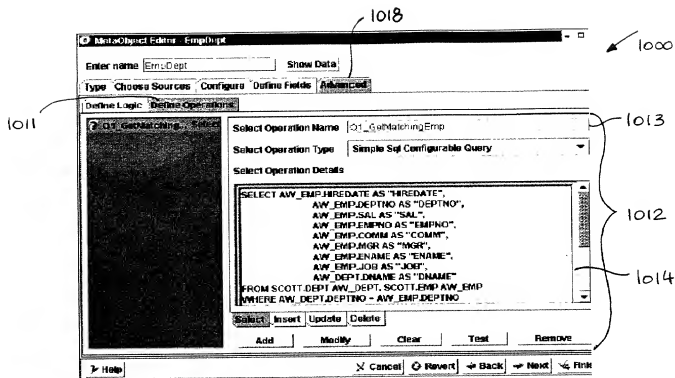 1018
MetaObject Editor - EmpDept
1000
Enter name EmpDept Show Data
Type Choose Sources Configure Define Fields Advanced
Define Logic Define Operations
1011
O1_GetMatching... Select
Select Operation Name O1_GetMatchingEmp
1013
Select Operation Type Simple Sql Configurable Query
Select Operation Details
SELECT AW_EMP.HIREDATE AS "HIREDATE",
AW_EMP.DEPTNO AS "DEPTNO",
AW_EMP.SAL AS "SAL",
AW_EMP.EMPNO AS "EMPNO",
AW_EMP.COMM AS "COMM",
1012
AW_EMP.MGR AS "MGR",
AW_EMP.ENAME AS "ENAME",
AW_EMP.JOB AS "JOB",
AW_DEPT.DNAME AS "DNAME"
1014
FROM SCOTT.DEPT AW_DEPT, SCOTT.EMP AW_EMP
WHERE AW_DEPT.DEPTNO = AW_EMP.DEPTNO
Select Insert Update Delete
Add Modify Clear Test Remove
? Help Cancel Revert Back Next Finis